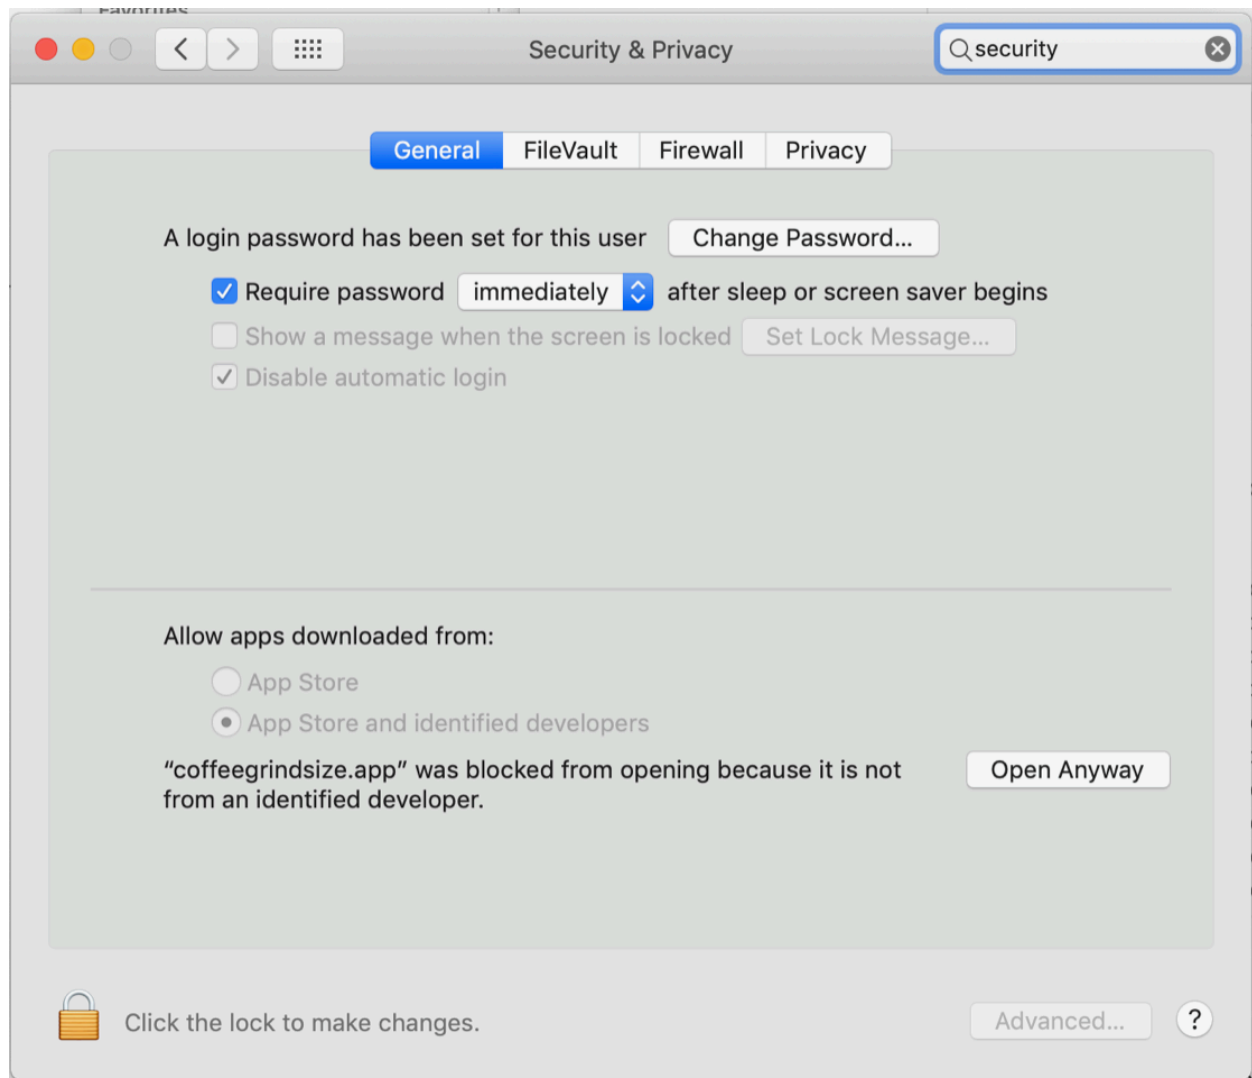 Favorites
Security & Privacy
security
General
FileVault
Firewall
Privacy
A login password has been set for this user
Change Password...
Require password
immediately
after sleep or screen saver begins
Show a message when the screen is locked
Set Lock Message...
Disable automatic login
Allow apps downloaded from:
App Store
App Store and identified developers
“coffeegrindsize.app” was blocked from opening because it is not
from an identified developer.
Open Anyway
Click the lock to make changes.
Advanced...
?